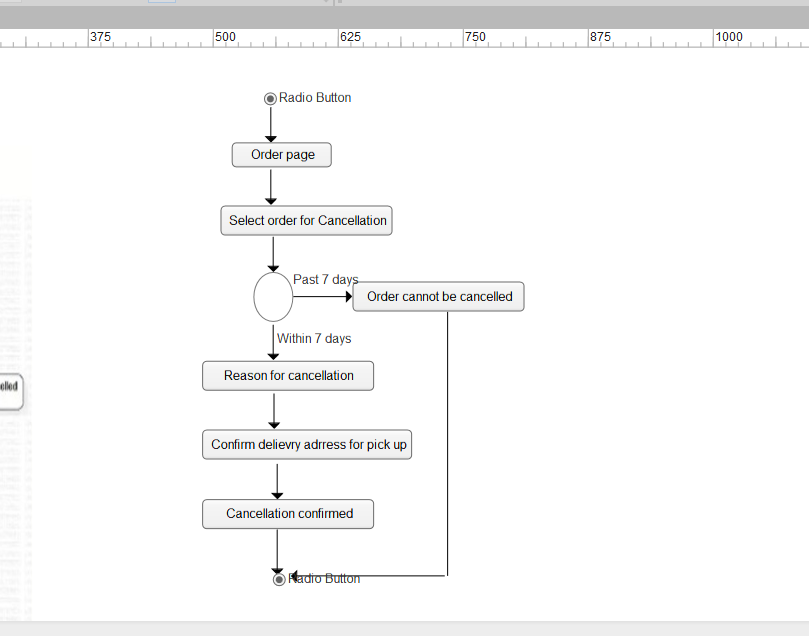 375 500 625 750 875 1000
Radio Button
Order page
Select order for Cancellation
Past 7 days
Order cannot be cancelled
Within 7 days
elled
Reason for cancellation
Confirm delievry adrress for pick up
Cancellation confirmed
Radio Button